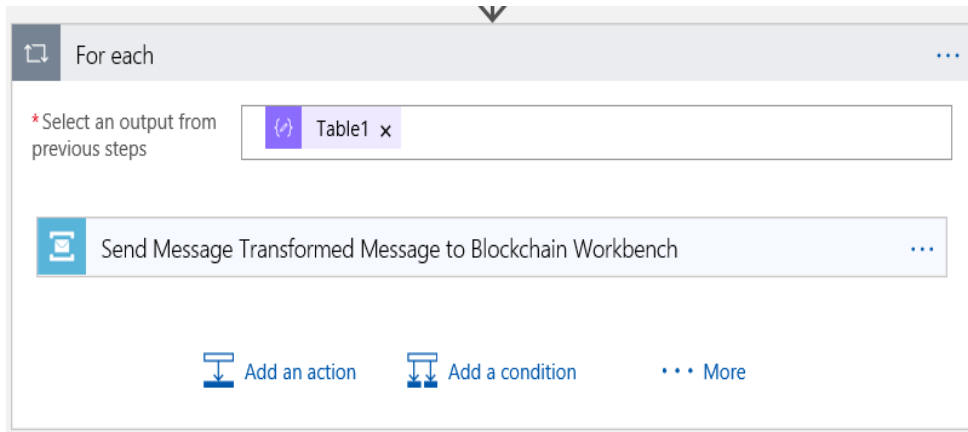 For each
*Select an output from
previous steps
Table1 ×
Send Message Transformed Message to Blockchain Workbench
Add an action
Add a condition
More